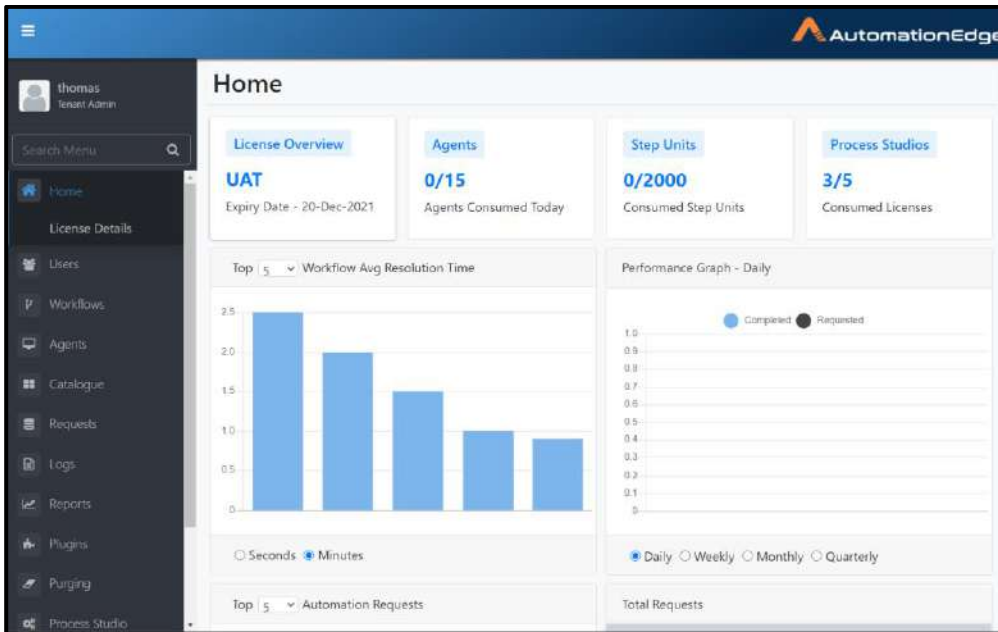 AutomationEdge
thomas
Tenant Admin
Search Menu
Home
License Details
Users
Workflows
Agents
Catalogue
Requests
Logs
Reports
Plugins
Purging
Process Studio
Home
License Overview
UAT
Expiry Date - 20-Dec-2021
Agents
0/15
Agents Consumed Today
Step Units
0/2000
Consumed Step Units
Process Studios
3/5
Consumed Licenses
Top 5 Workflow Avg Resolution Time
2.5
2.0
1.5
1.0
0.5
0
Seconds Minutes
Performance Graph - Daily
Completed Requested
1.0
0.9
0.8
0.7
0.6
0.5
0.4
0.3
0.2
0.1
0
Daily Weekly Monthly Quarterly
Top 5 Automation Requests
Total Requests